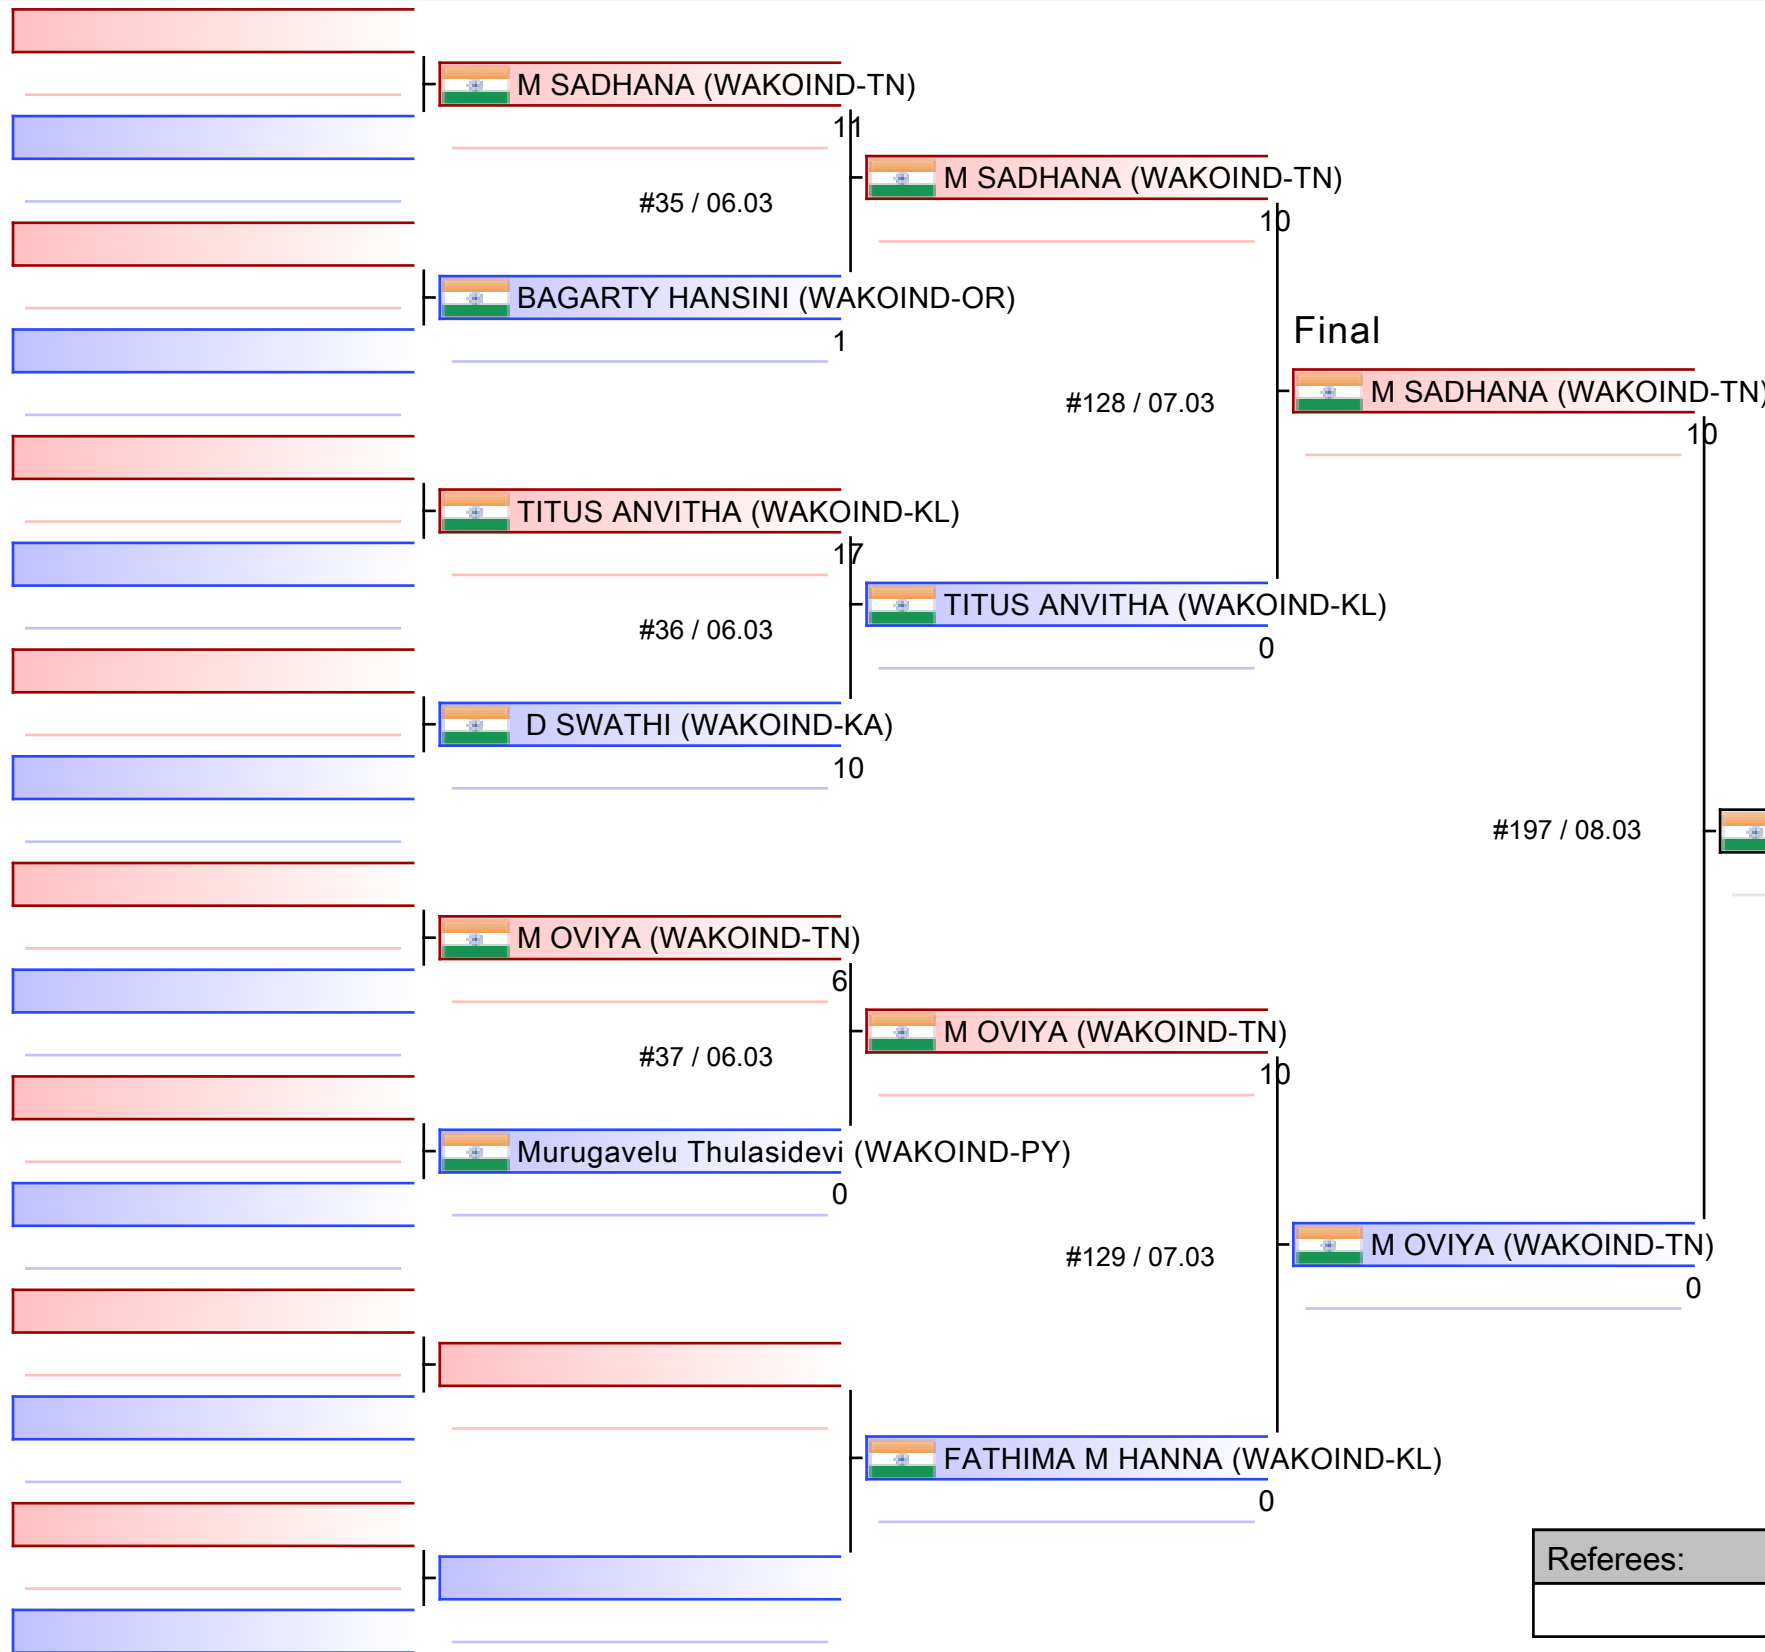 M SADHANA (WAKOIND-TN)
11
#35 / 06.03
BAGARTY HANSINI (WAKOIND-OR)
1
TITUS ANVITHA (WAKOIND-KL)
17
#36 / 06.03
D SWATHI (WAKOIND-KA)
10
M OVIYA (WAKOIND-TN)
6
#37 / 06.03
Murugavelu Thulasidevi (WAKOIND-PY)
0
M SADHANA (WAKOIND-TN)
10
#128 / 07.03
TITUS ANVITHA (WAKOIND-KL)
0
M OVIYA (WAKOIND-TN)
10
#129 / 07.03
FATHIMA M HANNA (WAKOIND-KL)
0
Final
M SADHANA (WAKOIND-TN)
10
#197 / 08.03
M OVIYA (WAKOIND-TN)
0
Referees: